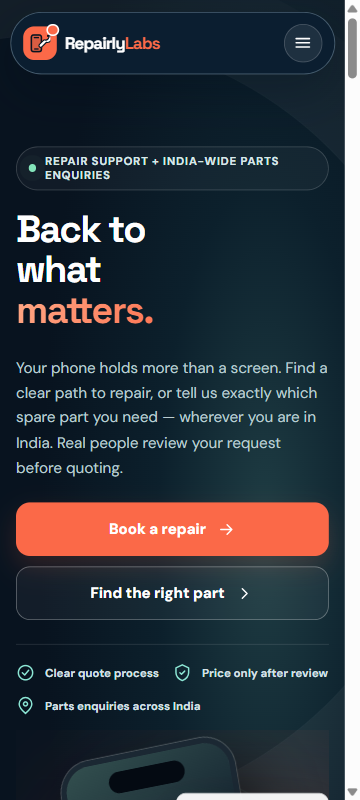 RepairlyLabs
REPAIR SUPPORT + INDIA-WIDE PARTS
ENQUIRIES
Back to
what
matters.
Your phone holds more than a screen. Find a
clear path to repair, or tell us exactly which
spare part you need — wherever you are in
India. Real people review your request
before quoting.
Book a repair
Find the right part
Clear quote process
Price only after review
Parts enquiries across India